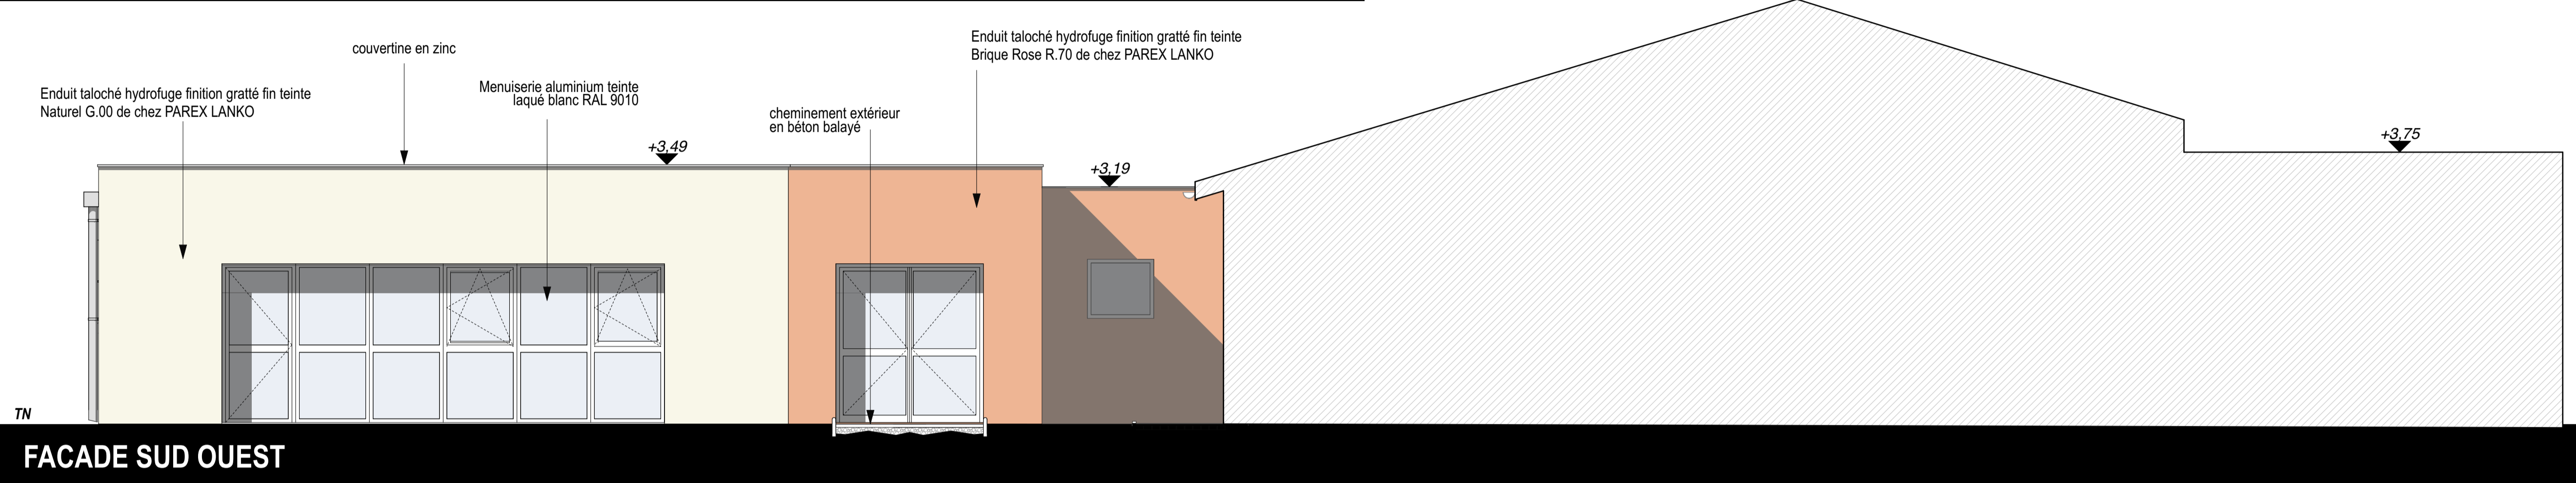 Enduit taloché hydrofuge finition gratté fin teinte
Naturel G.00 de chez PAREX LANKO
couvertine en zinc
Menuiserie aluminium teinte
laqué blanc RAL 9010
+3,49
cheminement extérieur
en béton balayé
Enduit taloché hydrofuge finition gratté fin teinte
Brique Rose R.70 de chez PAREX LANKO
+3,19
+3,75
TN
FACADE SUD OUEST